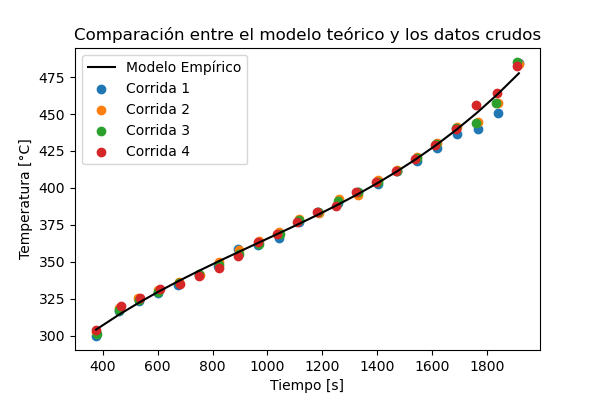 Comparación entre el modelo teórico y los datos crudos
Modelo Empírico
Corrida 1
Corrida 2
Corrida 3
Corrida 4
Temperatura [°C]
475
450
425
400
375
350
325
300
400 600 800 1000 1200 1400 1600 1800
Tiempo [s]